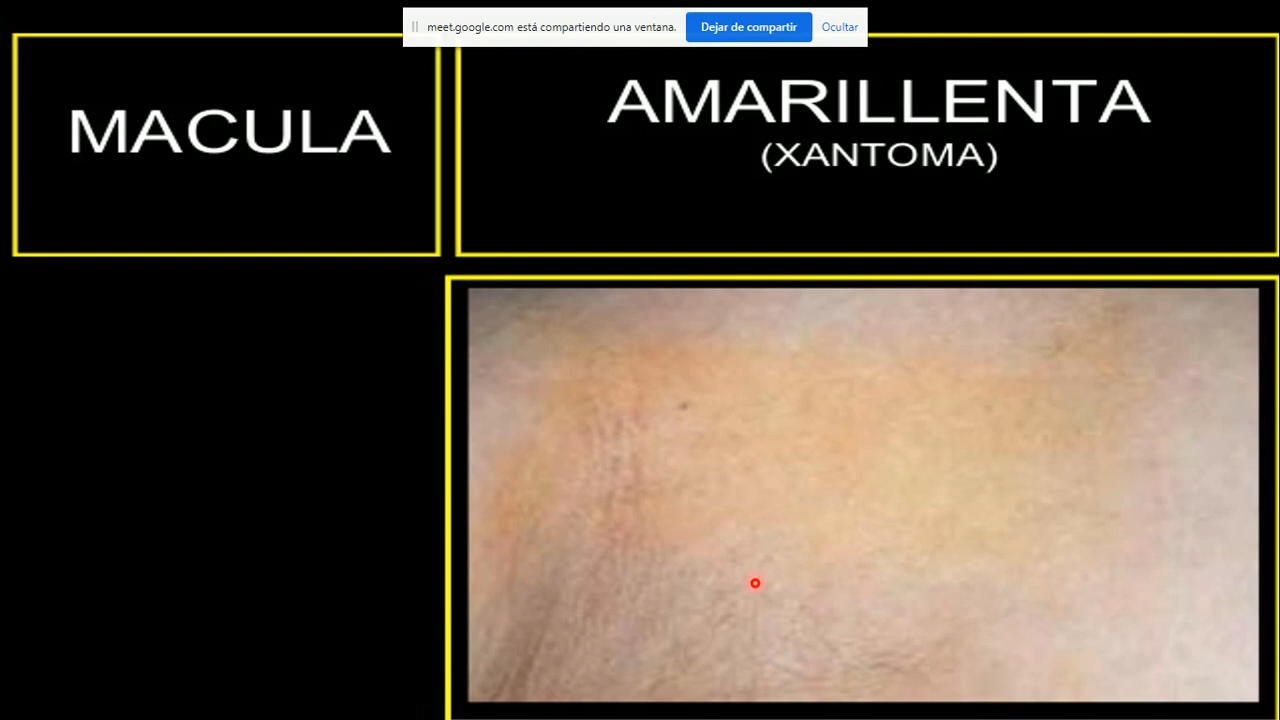 meet.google.com está compartiendo una ventana. Dejar de compartir Ocultar
MACULA
AMARILLENTA
(XANTOMA)